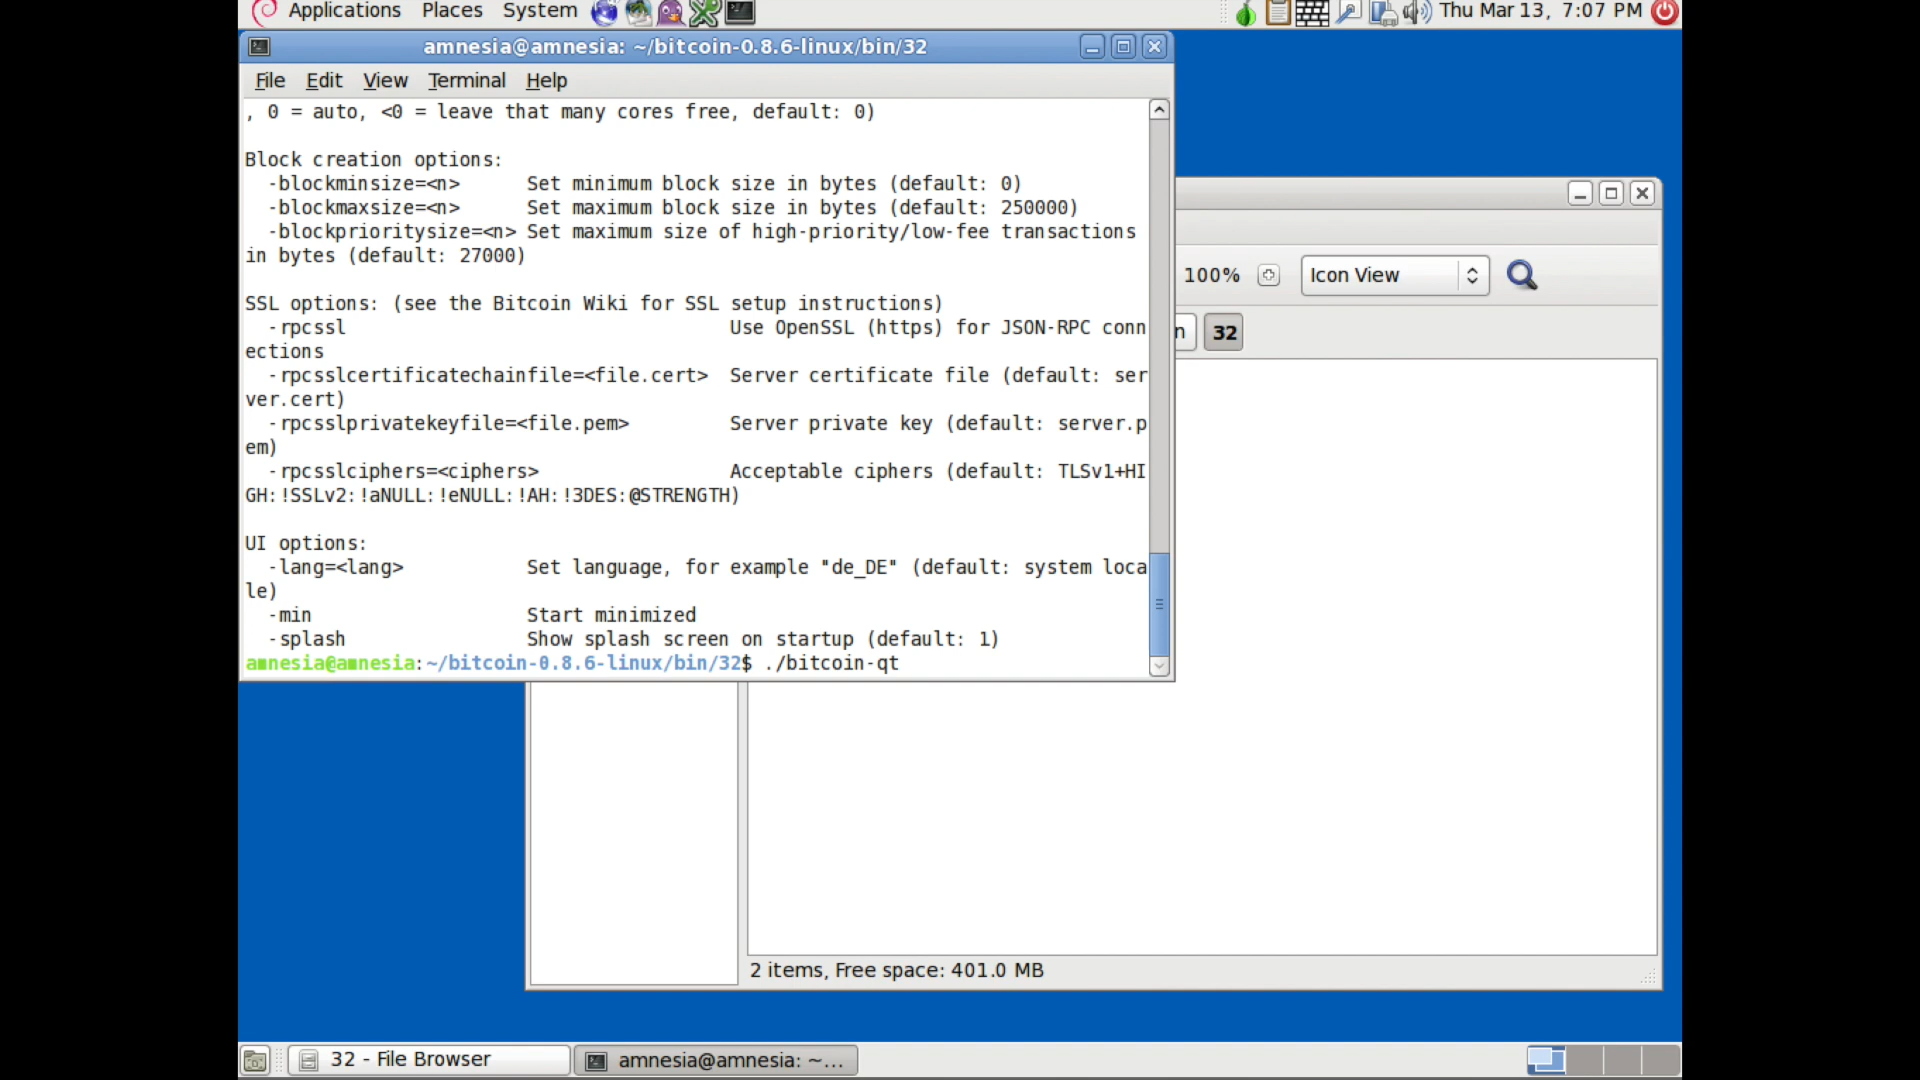 Applications Places System Thu Mar 13, 7:07 PM
amnesia@amnesia: ~/bitcoin-0.8.6-linux/bin/32
File Edit View Terminal Help
, 0 = auto, <0 = leave that many cores free, default: 0)
Block creation options:
-blockminsize=<n> Set minimum block size in bytes (default: 0)
-blockmaxsize=<n> Set maximum block size in bytes (default: 250000)
-blockprioritysize=<n> Set maximum size of high-priority/low-fee transactions
in bytes (default: 27000)
SSL options: (see the Bitcoin Wiki for SSL setup instructions)
-rpcssl Use OpenSSL (https) for JSON-RPC conn
ections
-rpcsslcertificatechainfile=<file.cert> Server certificate file (default: ser
ver.cert)
-rpcsslprivatekeyfile=<file.pem> Server private key (default: server.p
em)
-rpcsslciphers=<ciphers> Acceptable ciphers (default: TLSv1+HI
GH:!SSLv2:!aNULL:!eNULL:!AH:!3DES:@STRENGTH)
UI options:
-lang=<lang> Set language, for example "de_DE" (default: system loca
le)
-min Start minimized
-splash Show splash screen on startup (default: 1)
amnesia@amnesia:~/bitcoin-0.8.6-linux/bin/32$ ./bitcoin-qt
100% Icon View
n 32
2 items, Free space: 401.0 MB
32 - File Browser amnesia@amnesia: ~...